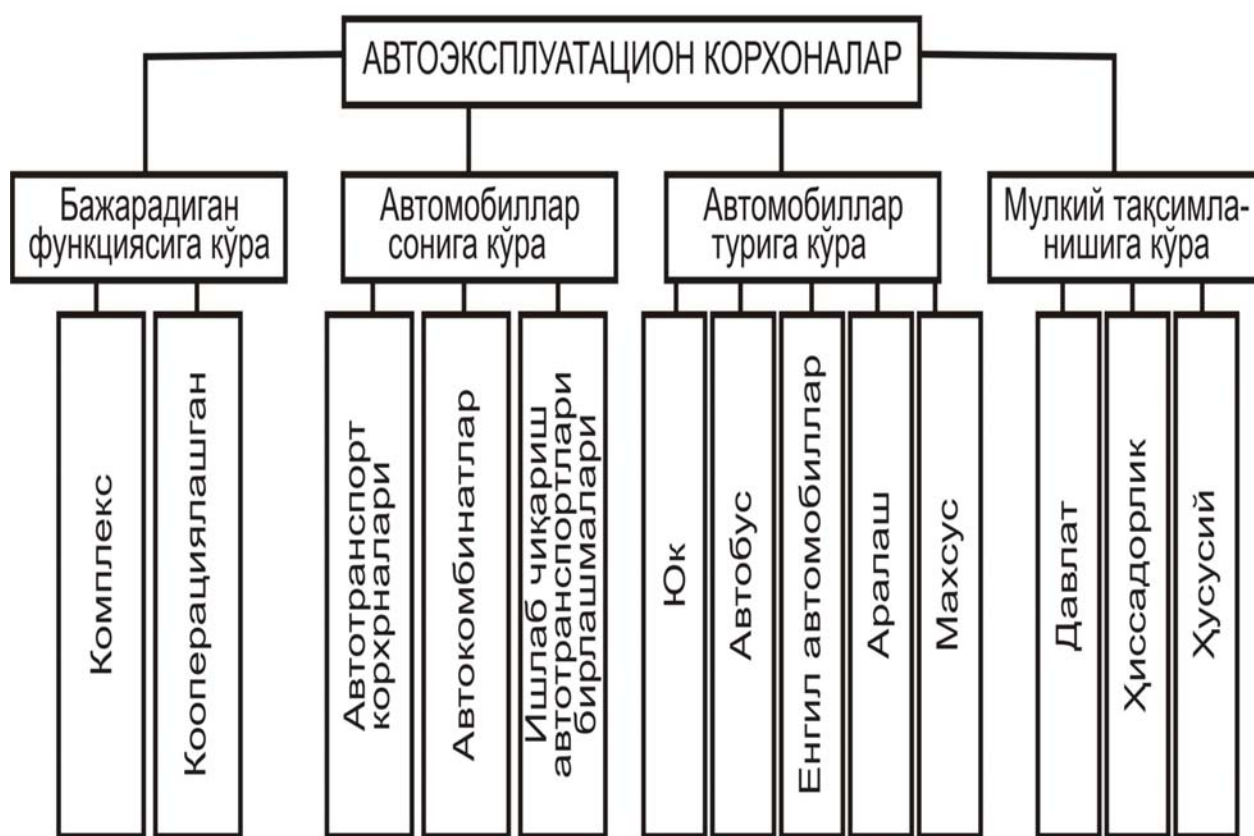 АВТОЭКСПЛУАТАЦИОН КОРХОНАЛАР
Бажарадиган
функциясига кўра
Автомобиллар
сонига кўра
Автомобиллар
турига кўра
Мулкий тақсимла-
нишига кўра
Комплекс
Кооперациялашган
Автотранспорт
корхрналари
Автокомбинатлар
Ишлаб чиқариш
автотранспортлари
бирлашмалари
Юк
Автобус
Енгил автомобиллар
Аралаш
Махсус
Давлат
Ҳиссадорлик
Ҳусусий